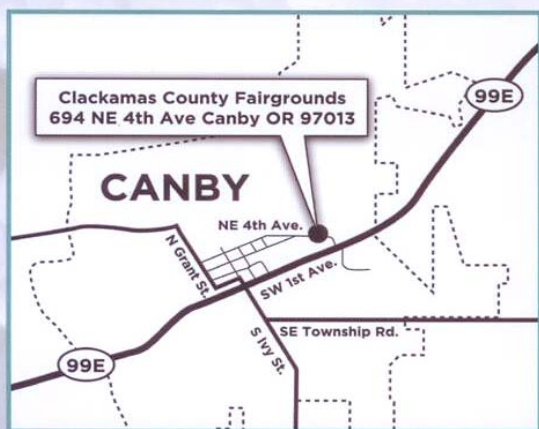 99E
Clackamas County Fairgrounds
694 NE 4th Ave Canby OR 97013
CANBY
NE 4th Ave.
N Grant St.
SW 1st Ave.
SE Township Rd.
S Ivy St.
99E